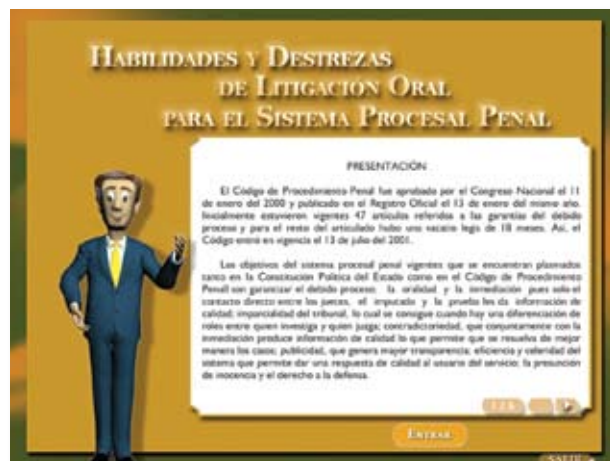 HABILIDADES Y DESTREZAS
DE LITIGACIÓN ORAL
PARA EL SISTEMA PROCESAL PENAL
PRESENTACIÓN
El Código de Procedimiento Penal fue aprobado por el Congreso Nacional el 11
de enero del 2000 y publicado en el Registro Oficial el 13 de enero del mismo año.
Inicialmente estuvieron vigentes 47 artículos referidos a las garantías del debido
proceso y para el resto del articulado hubo una vacatio legis de 18 meses. Así, el
Código entró en vigencia el 13 de julio del 2001.
Los objetivos del sistema procesal penal vigentes que se encuentran plasmados
tanto en la Constitución Política del Estado como en el Código de Procedimiento
Penal son garantizar el debido proceso: la oralidad y la inmediación pues solo el
contacto directo entre los jueces, el imputado y la prueba les da información de
calidad; imparcialidad del tribunal, lo cual se consigue cuando hay una diferenciación de
roles entre quien investiga y quien juzga; contradictoriedad, que conjuntamente con la
inmediación produce información de calidad lo que permite que se resuelva de mejor
manera los casos; publicidad, que genera mayor transparencia; eficiencia y celeridad del
sistema que permite dar una respuesta de calidad al usuario del servicio; la presunción
de inocencia y el derecho a la defensa.
ENTRAR
SALIR